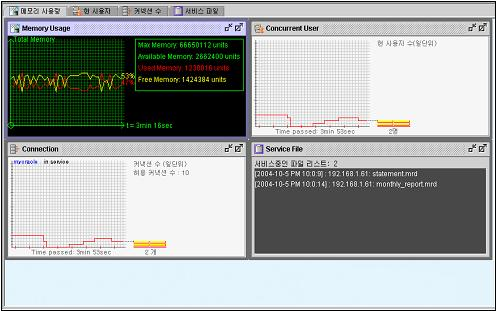 메모리 사용량 현 사용자 커넥션 수 서비스 파일
Memory Usage
Total Memory
Max Memory: 66650112 units
Available Memory: 2662400 units
Used Memory: 1238016 units
Free Memory: 1424384 units
53%
47%
t = 3min 16sec
Concurrent User
현 사용자 수(일단위)
Time passed: 3min 53sec
2명
Connection
myoracle : in service
커넥션 수 (일단위)
허용 커넥션 수 : 10
Time passed: 3min 53sec
2 개
Service File
서비스중인 파일 리스트: 2
[2004-10-5 PM 10:0:9] : 192.168.1.61: statement.mrd
[2004-10-5 PM 10:0:14] : 192.168.1.61: monthly_report.mrd